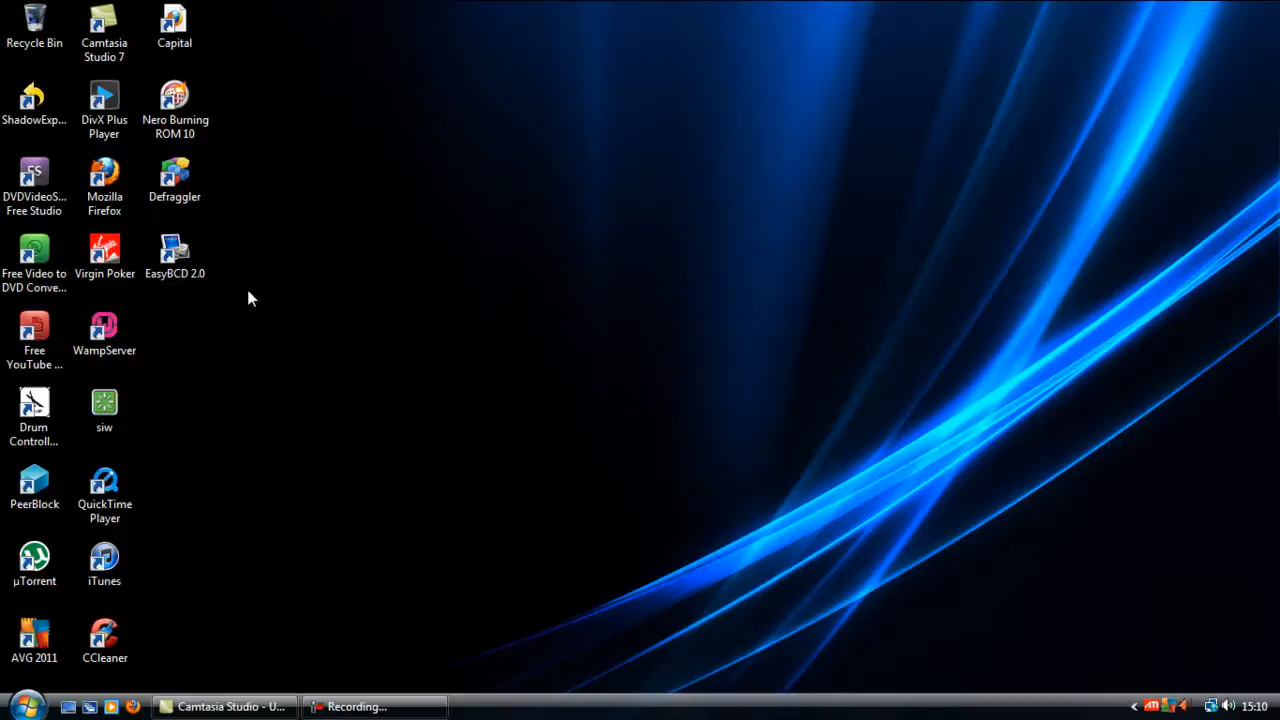 Recycle Bin
Camtasia
Studio 7
Capital
ShadowExp...
DivX Plus
Player
Nero Burning
ROM 10
FS
DVDVideoS...
Free Studio
Mozilla
Firefox
Defraggler
Free Video to
DVD Conve...
Virgin Poker
EasyBCD 2.0
Free
YouTube ...
WampServer
Drum
Controll...
siw
PeerBlock
QuickTime
Player
µTorrent
iTunes
AVG 2011
CCleaner
Camtasia Studio - U...
Recording...
ATI
15:10